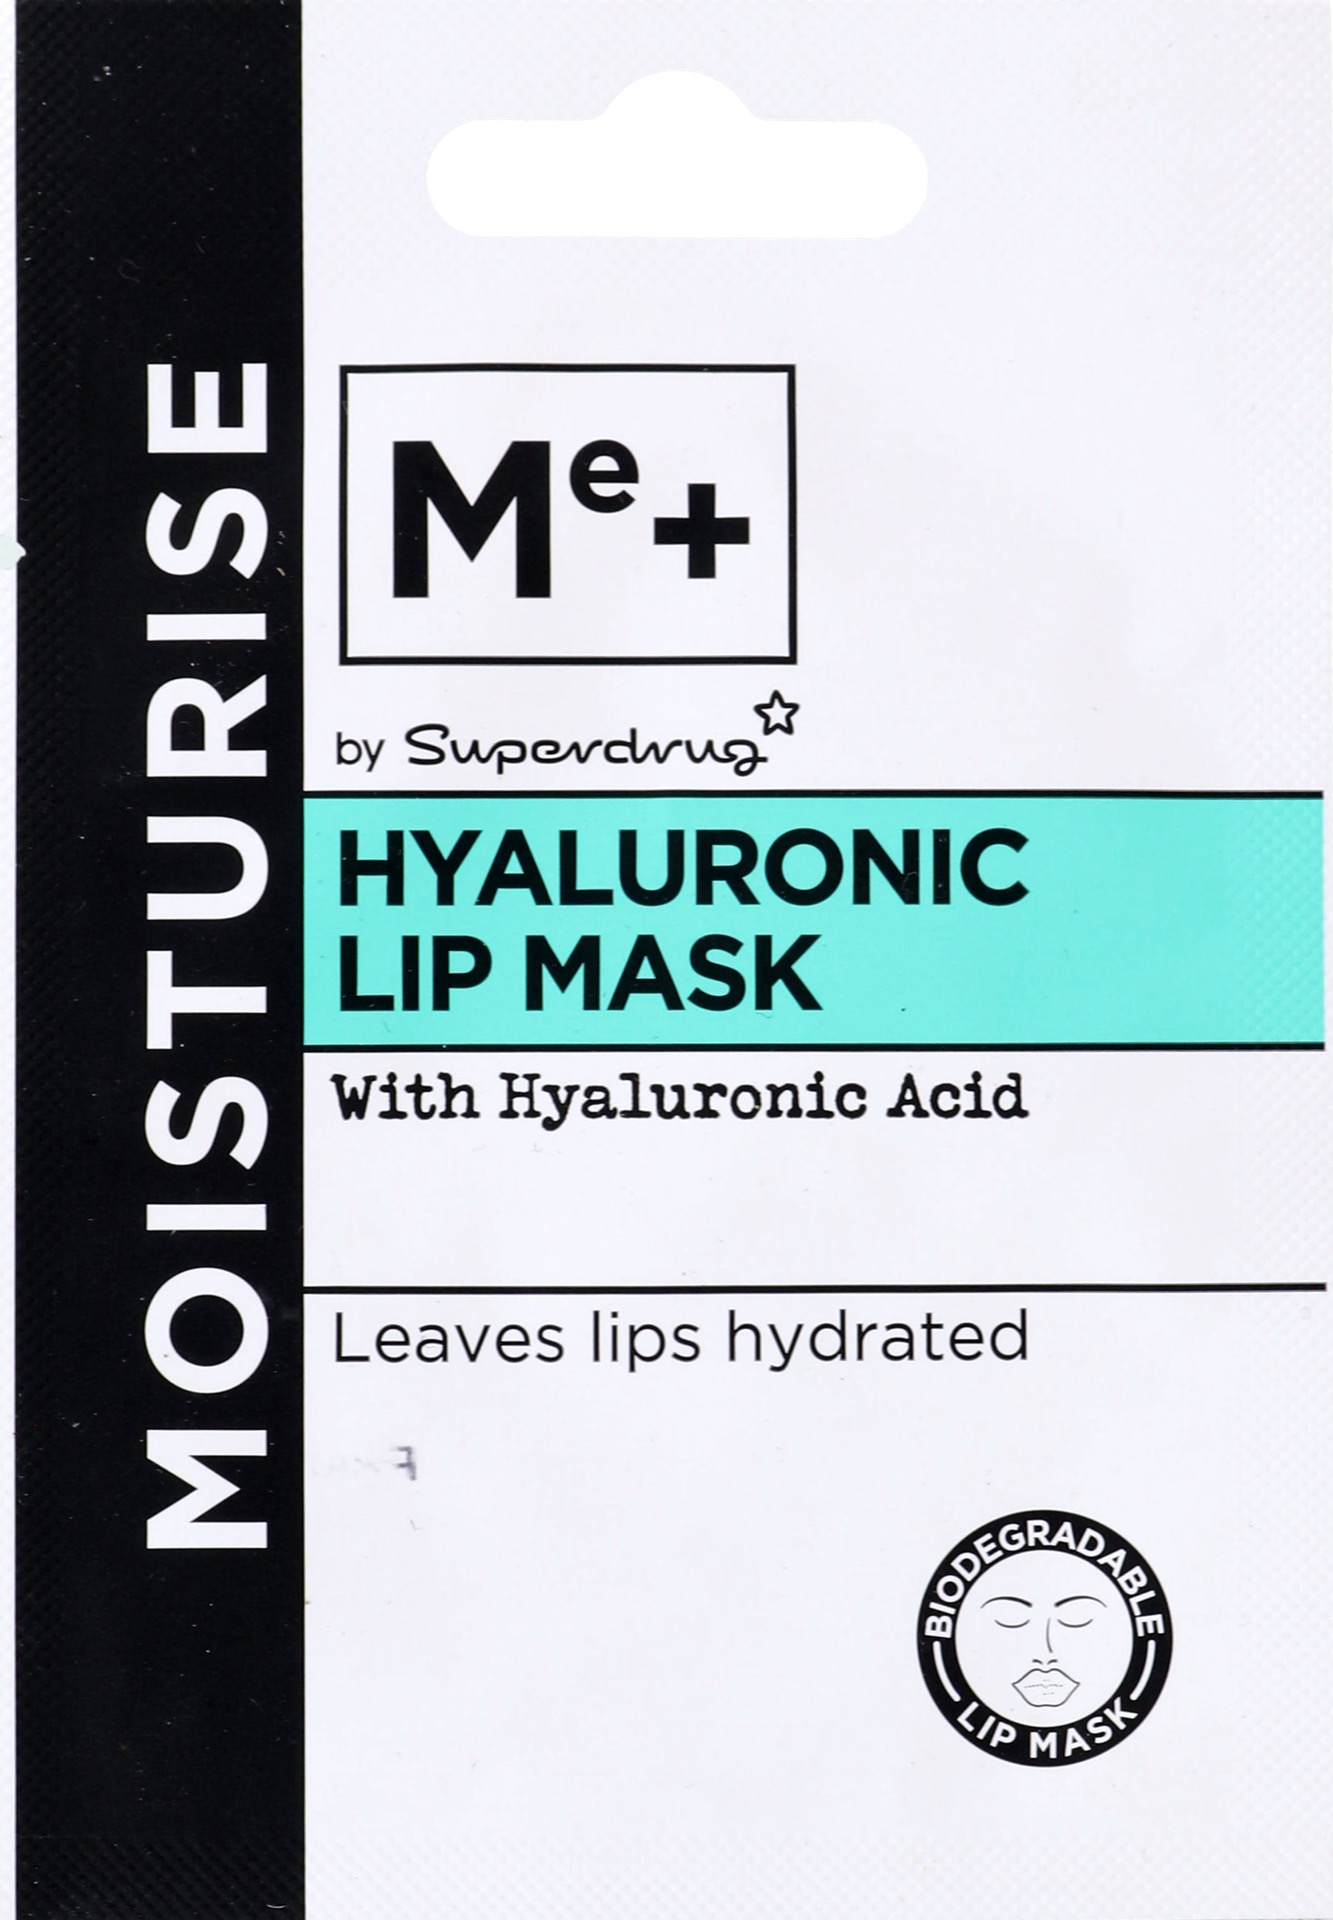 MOISTURISE
Me+
by Superdrug
HYALURONIC
LIP MASK
With Hyaluronic Acid
Leaves lips hydrated
BIODEGRADABLE
LIP MASK